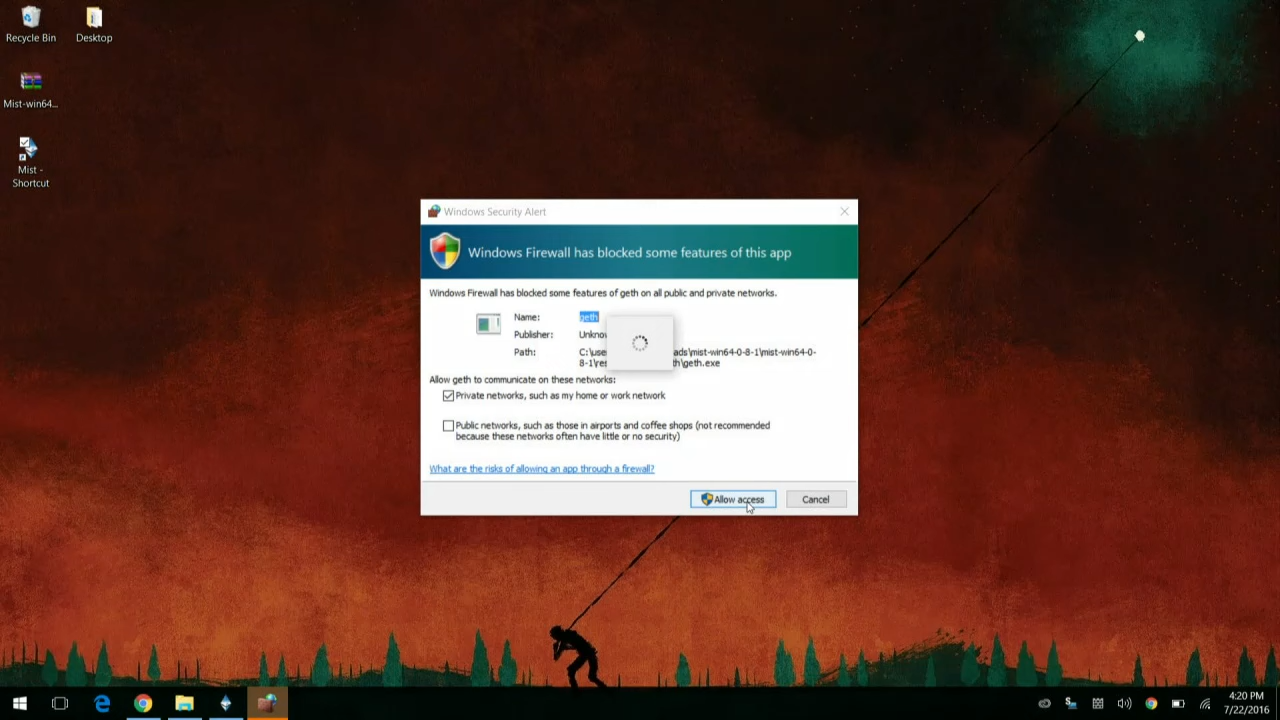 Recycle Bin
Desktop
Mist-win64...
Mist -
Shortcut
Windows Security Alert
Windows Firewall has blocked some features of this app
Windows Firewall has blocked some features of geth on all public and private networks.
Name: geth
Publisher:
Path: ads\mist-win64-0-8-1\mist-win64-0-
th\geth.exe
Allow geth to communicate on these networks:
Private networks, such as my home or work network
Public networks, such as those in airports and coffee shops (not recommended
because these networks often have little or no security)
What are the risks of allowing an app through a firewall?
Allow access
Cancel
4:20 PM
7/22/2016